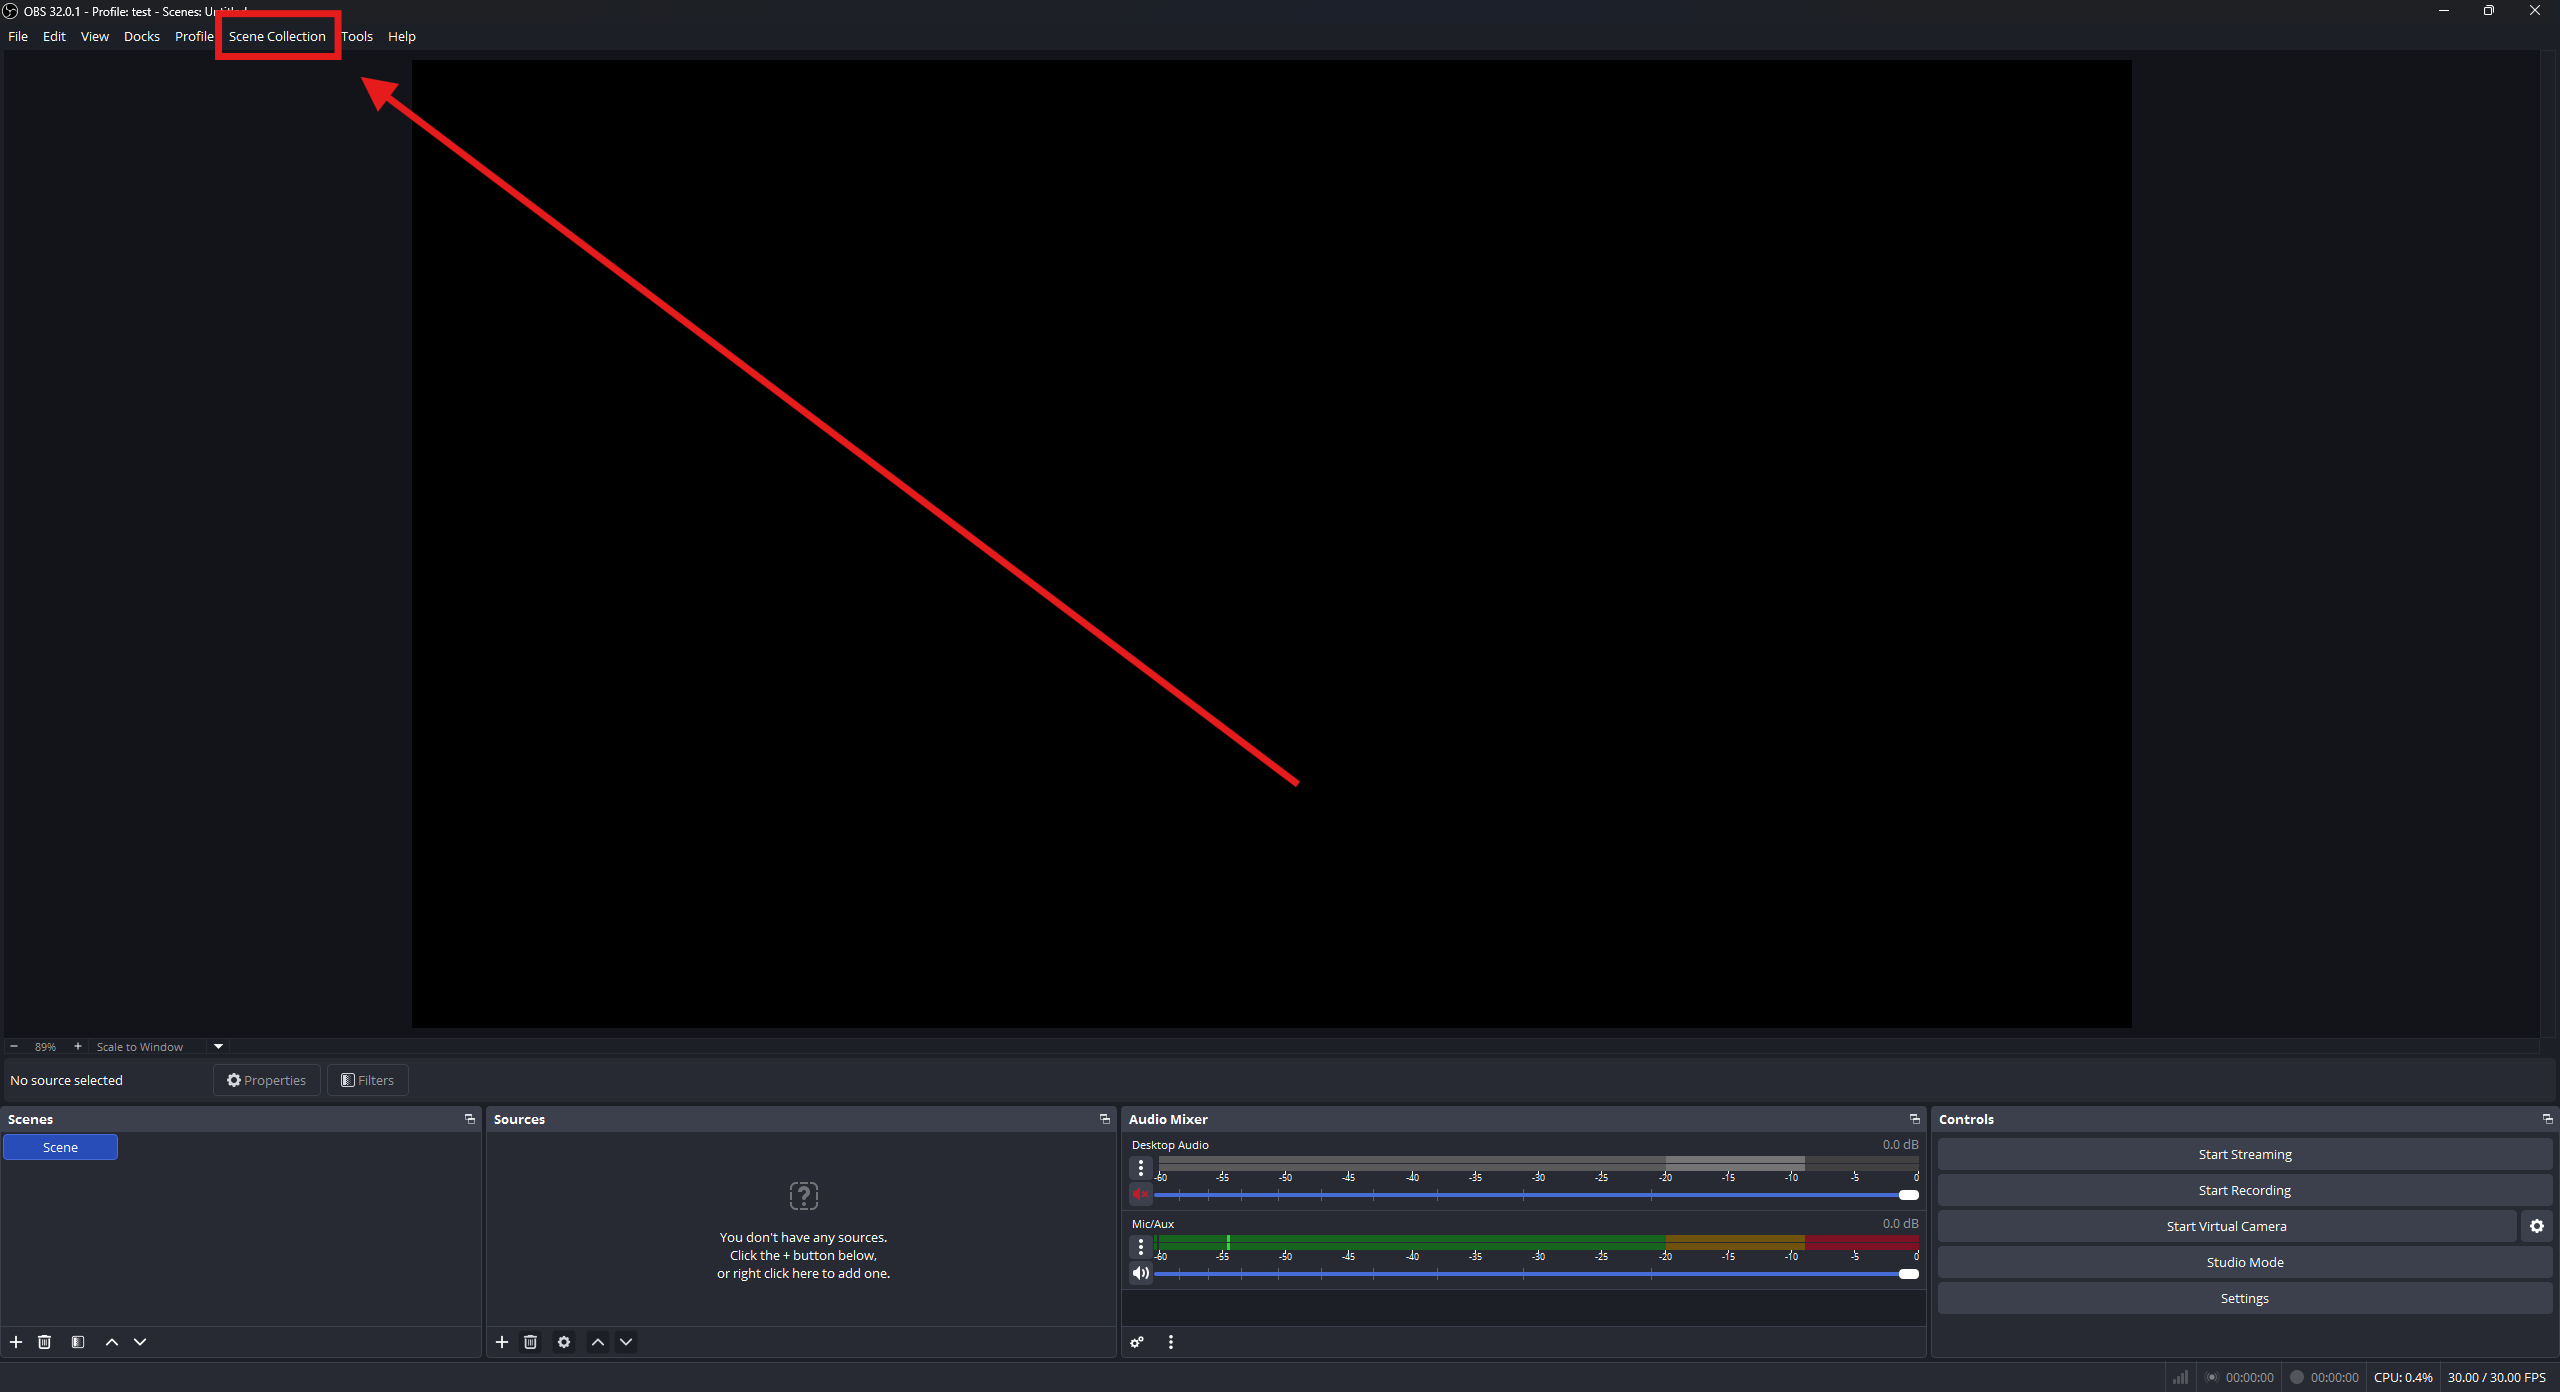 OBS 32.0.1 - Profile: test - Scenes:
File Edit View Docks Profile Scene Collection Tools Help
89% Scale to Window
No source selected Properties Filters
Scenes
Scene
Sources
You don't have any sources.
Click the + button below,
or right click here to add one.
Audio Mixer
Desktop Audio 0.0 dB
-60 -55 -50 -45 -40 -35 -30 -25 -20 -15 -10 -5 0
Mic/Aux 0.0 dB
-60 -55 -50 -45 -40 -35 -30 -25 -20 -15 -10 -5 0
Controls
Start Streaming
Start Recording
Start Virtual Camera
Studio Mode
Settings
00:00:00 00:00:00 CPU: 0.4% 30.00 / 30.00 FPS